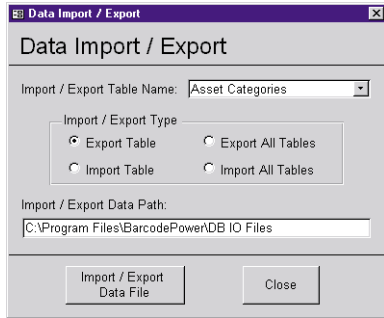 Data Import / Export
Data Import / Export
Import / Export Table Name: Asset Categories
Import / Export Type
Export Table Export All Tables
Import Table Import All Tables
Import / Export Data Path:
C:\Program Files\BarcodePower\DB IO Files
Import / Export
Data File
Close